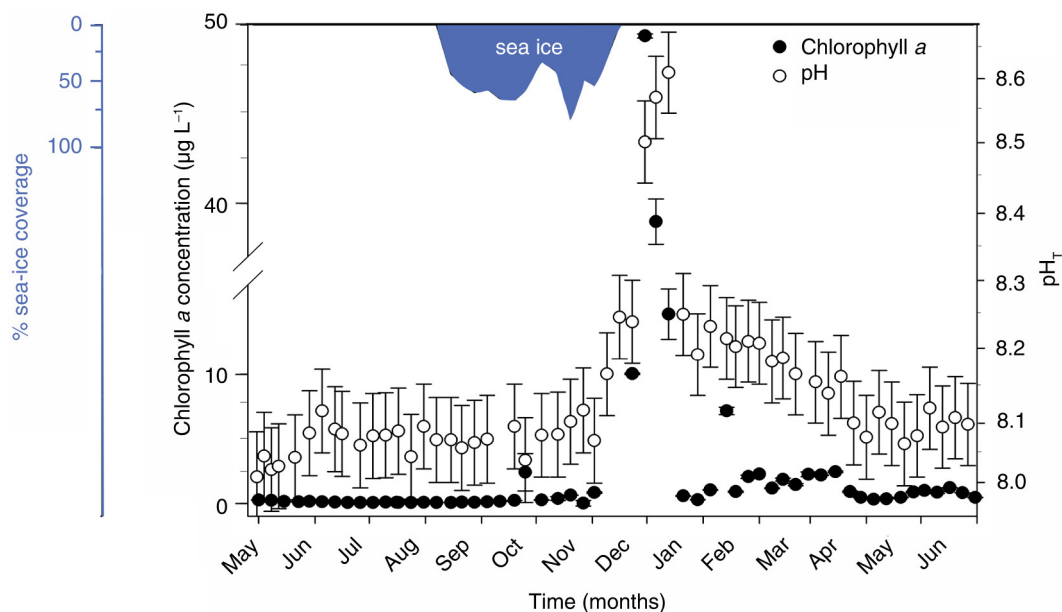 0
50
100
% sea-ice coverage
50
40
10
0
Chlorophyll a concentration (µg L⁻¹)
sea ice
Chlorophyll a
pH
8.6
8.5
8.4
8.3
8.2
8.1
8.0
pH_T
May Jun Jul Aug Sep Oct Nov Dec Jan Feb Mar Apr May Jun
Time (months)